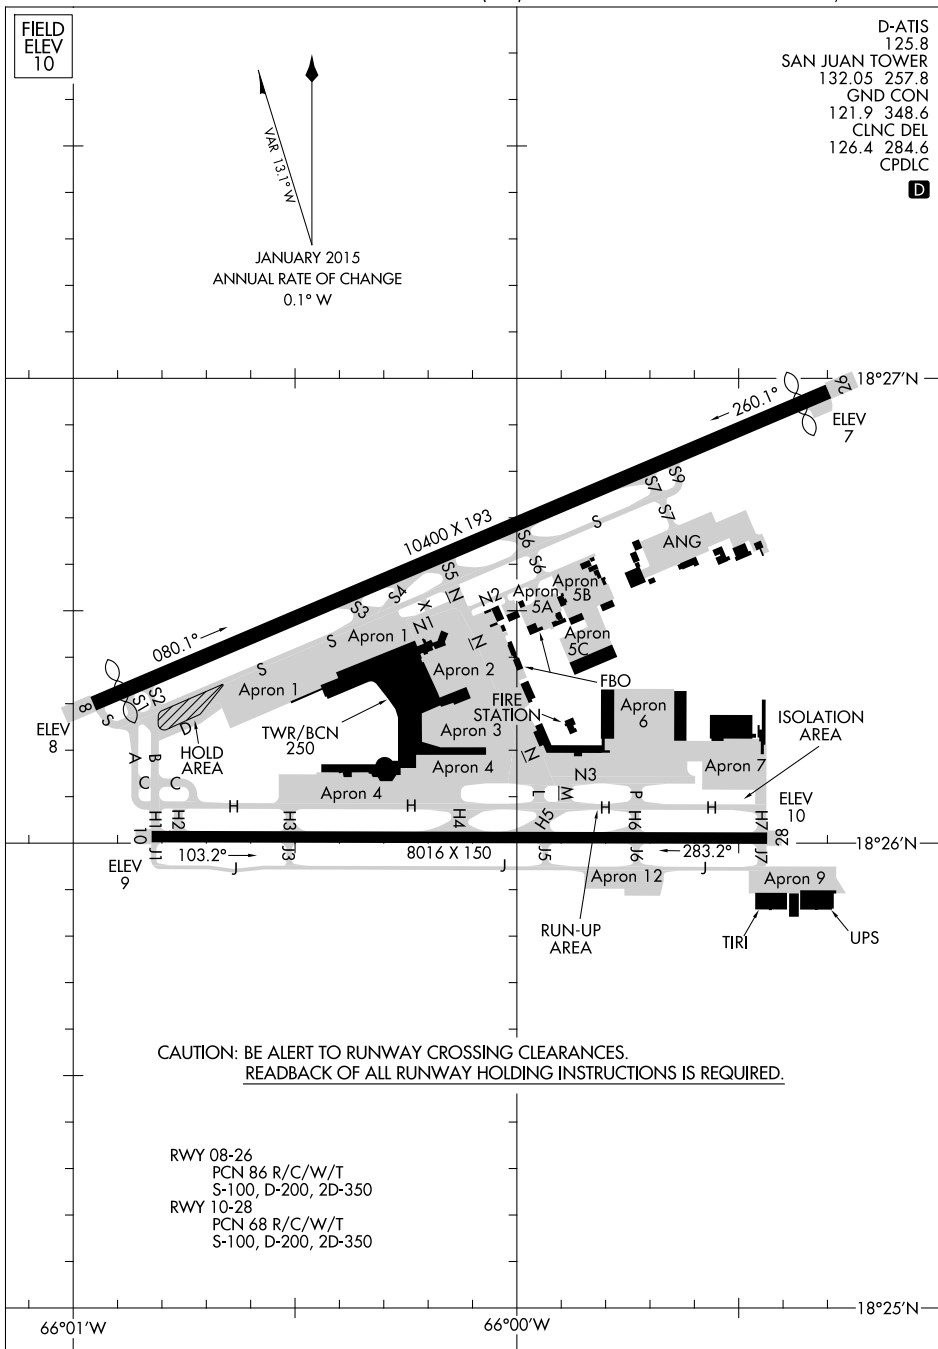 FIELD
ELEV
10
D-ATIS
125.8
SAN JUAN TOWER
132.05 257.8
GND CON
121.9 348.6
CLNC DEL
126.4 284.6
CPDLC
D
VAR 13.1° W
JANUARY 2015
ANNUAL RATE OF CHANGE
0.1° W
18°27'N
26
260.1°
ELEV
7
S9
S7
S7
S
10400 X 193
ANG
S6
S6
S5
S4
S3
N
X
N1
N2
N
Apron
5A
Apron
5B
Apron
5C
080.1°
S
S
Apron 1
Apron 1
Apron 2
FBO
FIRE
STATION
Apron
6
ISOLATION
AREA
8
S
S1
S2
D
HOLD
AREA
ELEV
8
TWR/BCN
250
Apron 3
N
A
B
C
C
Apron 4
Apron 4
N3
Apron 7
L
M
P
ELEV
10
H
H
H
H
H1
H2
H3
H4
H5
H6
H7
10
28
18°26'N
J1
103.2°
J3
8016 X 150
J5
J6
283.2°
J7
ELEV
9
J
J
J
Apron 12
Apron 9
RUN-UP
AREA
TIRI
UPS
CAUTION: BE ALERT TO RUNWAY CROSSING CLEARANCES.
READBACK OF ALL RUNWAY HOLDING INSTRUCTIONS IS REQUIRED.
RWY 08-26
PCN 86 R/C/W/T
S-100, D-200, 2D-350
RWY 10-28
PCN 68 R/C/W/T
S-100, D-200, 2D-350
18°25'N
66°01'W
66°00'W